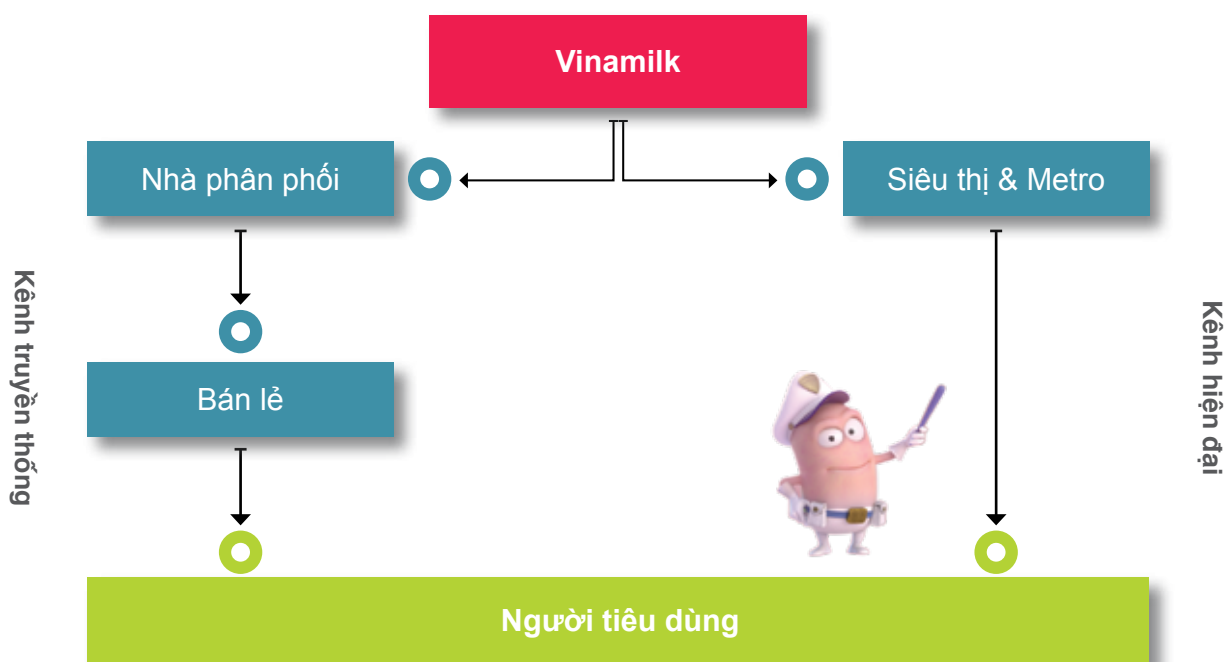 Vinamilk
Nhà phân phối
Siêu thị & Metro
Kênh truyền thống
Kênh hiện đại
Bán lẻ
Người tiêu dùng